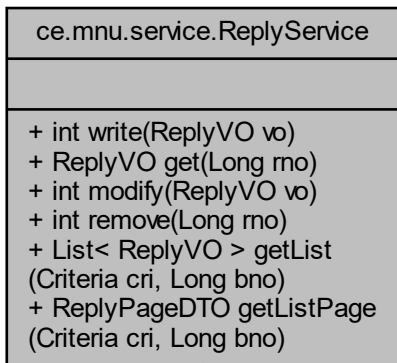 ce.mnu.service.ReplyService
+ int write(ReplyVO vo)
+ ReplyVO get(Long rno)
+ int modify(ReplyVO vo)
+ int remove(Long rno)
+ List< ReplyVO > getList
(Criteria cri, Long bno)
+ ReplyPageDTO getListPage
(Criteria cri, Long bno)